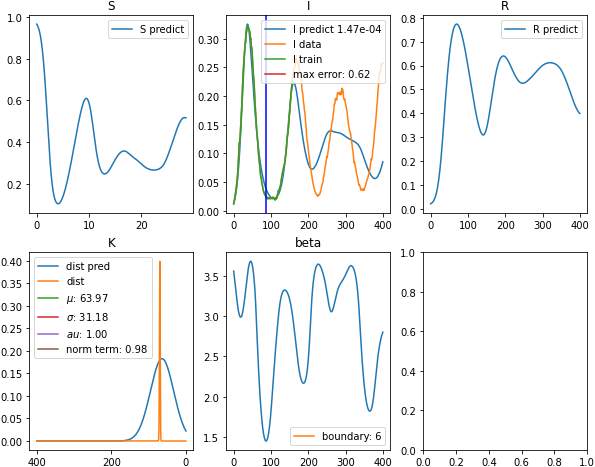 S
I
R
S predict
I predict 1.47e-04
I data
I train
max error: 0.62
R predict
1.0
0.8
0.6
0.4
0.2
0 10 20
0.30
0.25
0.20
0.15
0.10
0.05
0.00
0 100 200 300 400
0.8
0.7
0.6
0.5
0.4
0.3
0.2
0.1
0.0
0 100 200 300 400
K
beta
dist pred
dist
μ: 63.97
σ: 31.18
au: 1.00
norm term: 0.98
0.40
0.35
0.30
0.25
0.20
0.15
0.10
0.05
0.00
400 200 0
3.5
3.0
2.5
2.0
1.5
boundary: 6
0 100 200 300 400
1.0
0.8
0.6
0.4
0.2
0.0
0.0 0.2 0.4 0.6 0.8 1.0